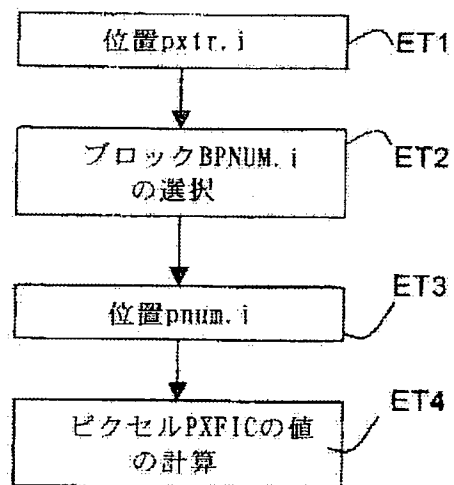 位置pxtr.i
ET1
ブロックBPNUM.i
の選択
ET2
位置pnum.i
ET3
ピクセルPXFICの値
の計算
ET4